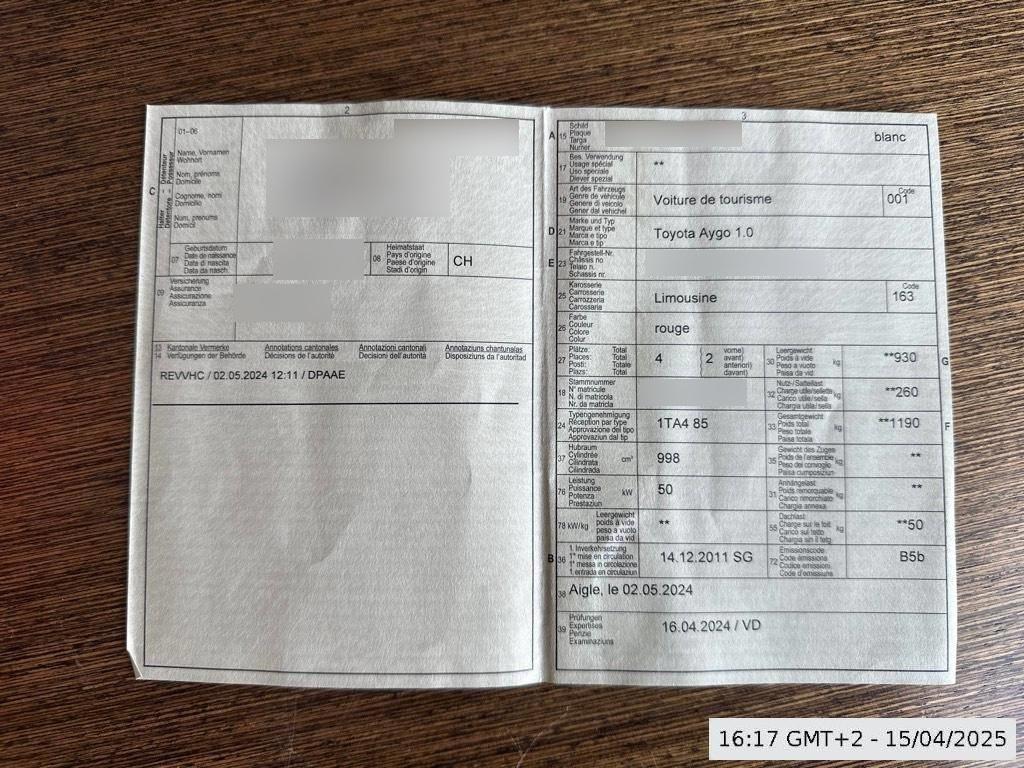 2
01–06
Halter
Détenteur
Detentore
Possessur
C
Name, Vornamen
Wohnort
Nom, prénoms
Domicile
Cognome, nomi
Domicilio
Num, prenums
Domicil
07
Geburtsdatum
Date de naissance
Data di nascita
Data da nasch.
08
Heimatstaat
Pays d'origine
Paese d'origine
Stadi d'origin
CH
09
Versicherung
Assurance
Assicurazione
Assicuranza
13 Kantonale Vermerke Annotations cantonales Annotazioni cantonali Annotaziuns chantunalas
14 Verfügungen der Behörde Décisions de l'autorité Decisioni dell'autorità Disposiziuns da l'autoritad
REVVHC / 02.05.2024 12:11 / DPAAE
3
A 15
Schild
Plaque
Targa
Numer
blanc
17
Bes. Verwendung
Usage spécial
Uso speciale
Diever spezial
**
19
Art des Fahrzeugs
Genre de véhicule
Genere di veicolo
Gener dal vehichel
Voiture de tourisme
Code
001
D 21
Marke und Typ
Marque et type
Marca e tipo
Marca e tip
Toyota Aygo 1.0
E 23
Fahrgestell-Nr.
Châssis no
Telaio n.
Schassis nr.
25
Karosserie
Carrosserie
Carrozzeria
Carossaria
Limousine
Code
163
26
Farbe
Couleur
Colore
Colur
rouge
27
Plätze: Total
Places: Total
Posti: Totale
Plazs: Total
4
2
vorne)
avant)
anteriori)
davant)
30
Leergewicht
Poids à vide
Peso a vuoto
Paisa da vid
kg
**930
G
18
Stammnummer
N° matricule
N. di matricola
Nr. da matricla
32
Nutz-/Sattellast
Charge utile/sellette
Carico utile/sella
Chargia utila/sella
kg
**260
24
Typengenehmigung
Réception par type
Approvazione del tipo
Approvaziun dal tip
1TA4 85
33
Gesamtgewicht
Poids total
Peso totale
Paisa totala
kg
**1190
F
37
Hubraum
Cylindrée
Cilindrata
Cilindrada
cm³
998
35
Gewicht des Zuges
Poids de l'ensemble
Peso del convoglio
Paisa cumposiziun
kg
**
76
Leistung
Puissance
Potenza
Prestaziun
kW
50
31
Anhängelast
Poids remorquable
Carico rimorchiato
Chargia annexa
kg
**
78 kW/kg
Leergewicht
poids à vide
peso a vuoto
paisa da vid
**
55
Dachlast
Charge sur le toit
Carico sul tetto
Chargia sin il tetg
kg
**50
B 36
1. Inverkehrsetzung
1re mise en circulation
1a messa in circolazione
1. entrada en circulaziun
14.12.2011 SG
72
Emissionscode
Code émissions
Codice emissioni
Code d'emissiuns
B5b
38 Aigle, le 02.05.2024
39
Prüfungen
Expertises
Perizie
Examinaziuns
16.04.2024 / VD
16:17 GMT+2 - 15/04/2025